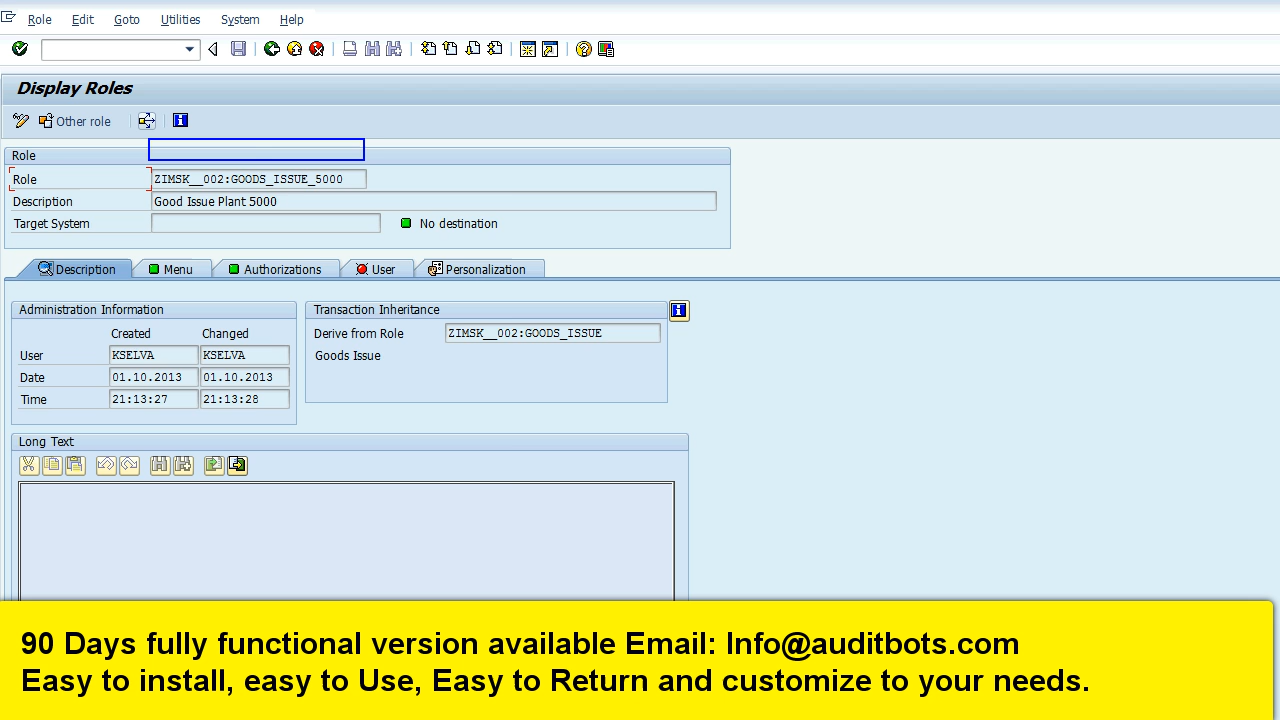 Role Edit Goto Utilities System Help
Display Roles
Other role
Role
Role ZIMSK__002:GOODS_ISSUE_5000
Description Good Issue Plant 5000
Target System No destination
Description Menu Authorizations User Personalization
Administration Information Transaction Inheritance
Created Changed Derive from Role ZIMSK__002:GOODS_ISSUE
User KSELVA KSELVA Goods Issue
Date 01.10.2013 01.10.2013
Time 21:13:27 21:13:28
Long Text
90 Days fully functional version available Email: Info@auditbots.com
Easy to install, easy to Use, Easy to Return and customize to your needs.